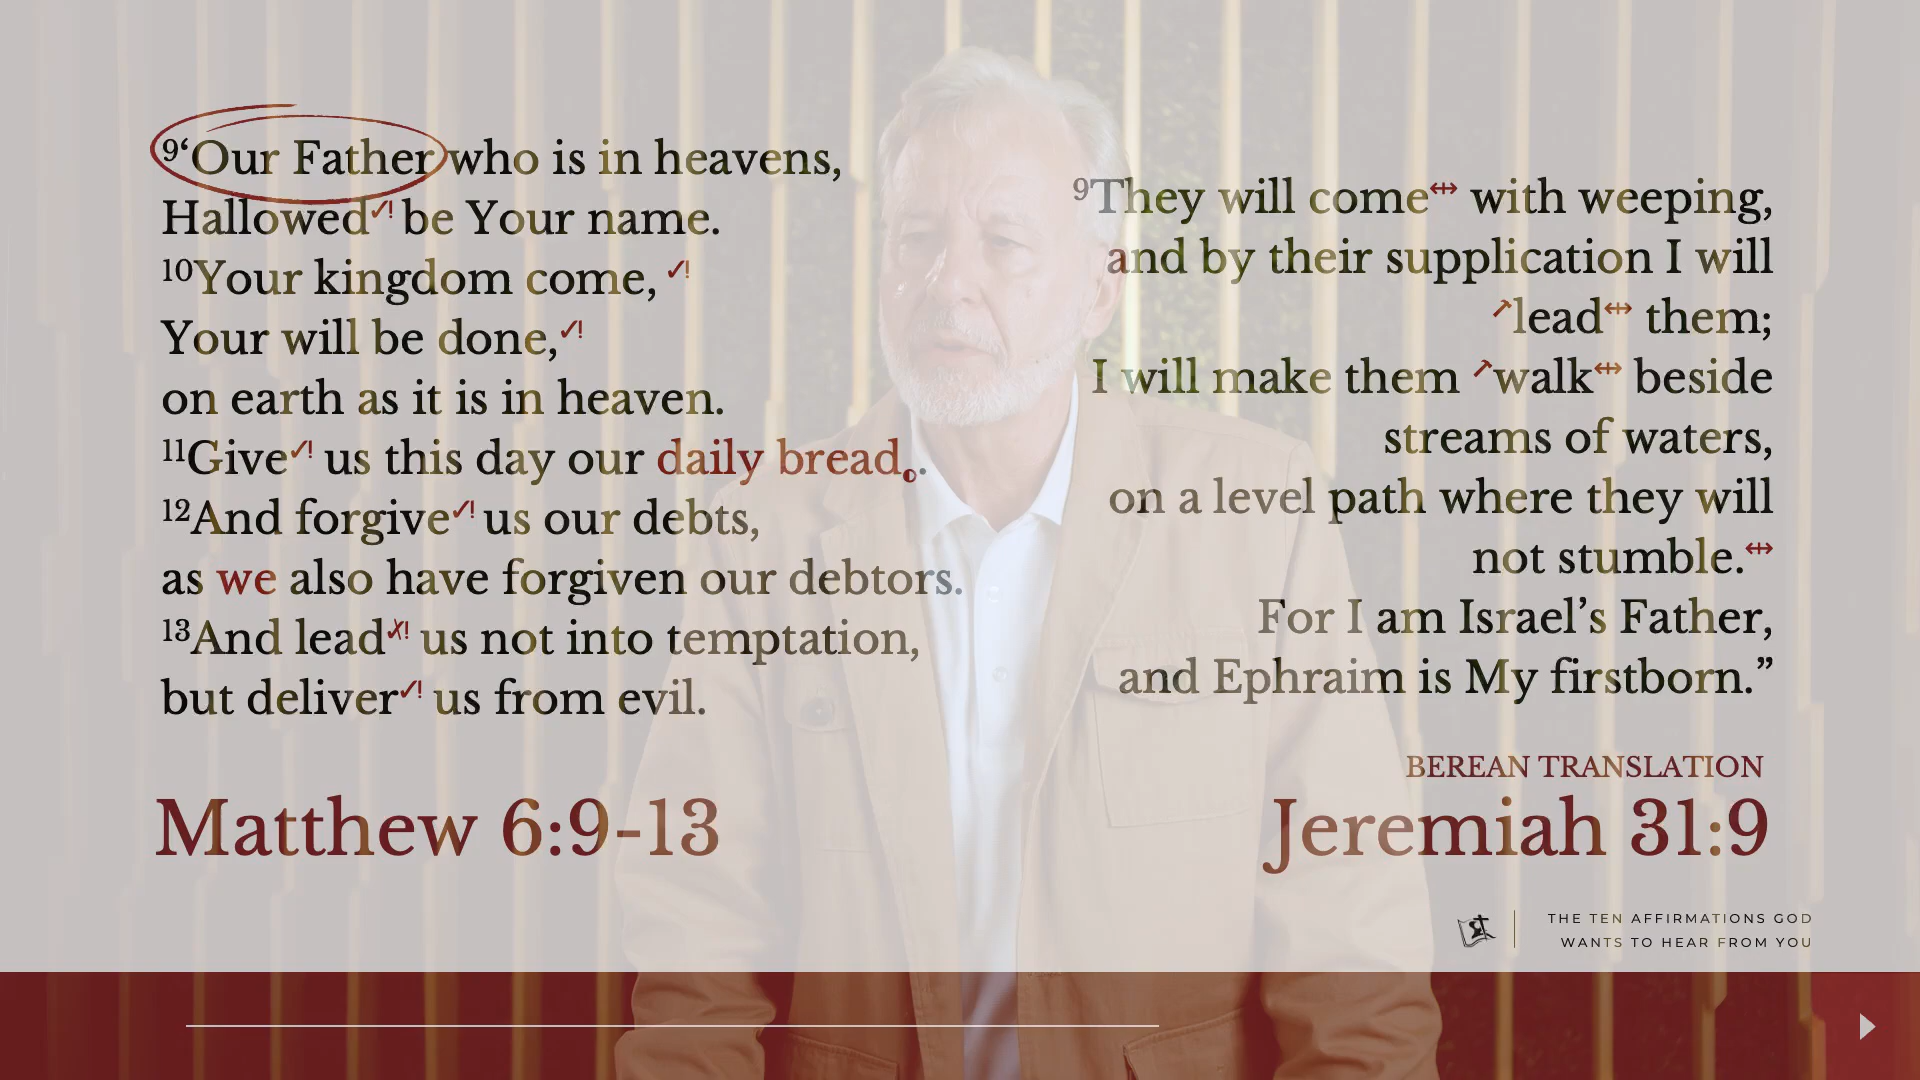 ⁹‘Our Father who is in heavens,
Hallowed✓! be Your name.
¹⁰Your kingdom come, ✓!
Your will be done,✓!
on earth as it is in heaven.
¹¹Give✓! us this day our daily bread◐.
¹²And forgive✓! us our debts,
as we also have forgiven our debtors.
¹³And lead✗! us not into temptation,
but deliver✓! us from evil.
Matthew 6:9-13
⁹They will come↔ with weeping,
and by their supplication I will
↗lead↔ them;
I will make them ↗walk↔ beside
streams of waters,
on a level path where they will
not stumble.↔
For I am Israel’s Father,
and Ephraim is My firstborn.”
BEREAN TRANSLATION
Jeremiah 31:9
THE TEN AFFIRMATIONS GOD
WANTS TO HEAR FROM YOU